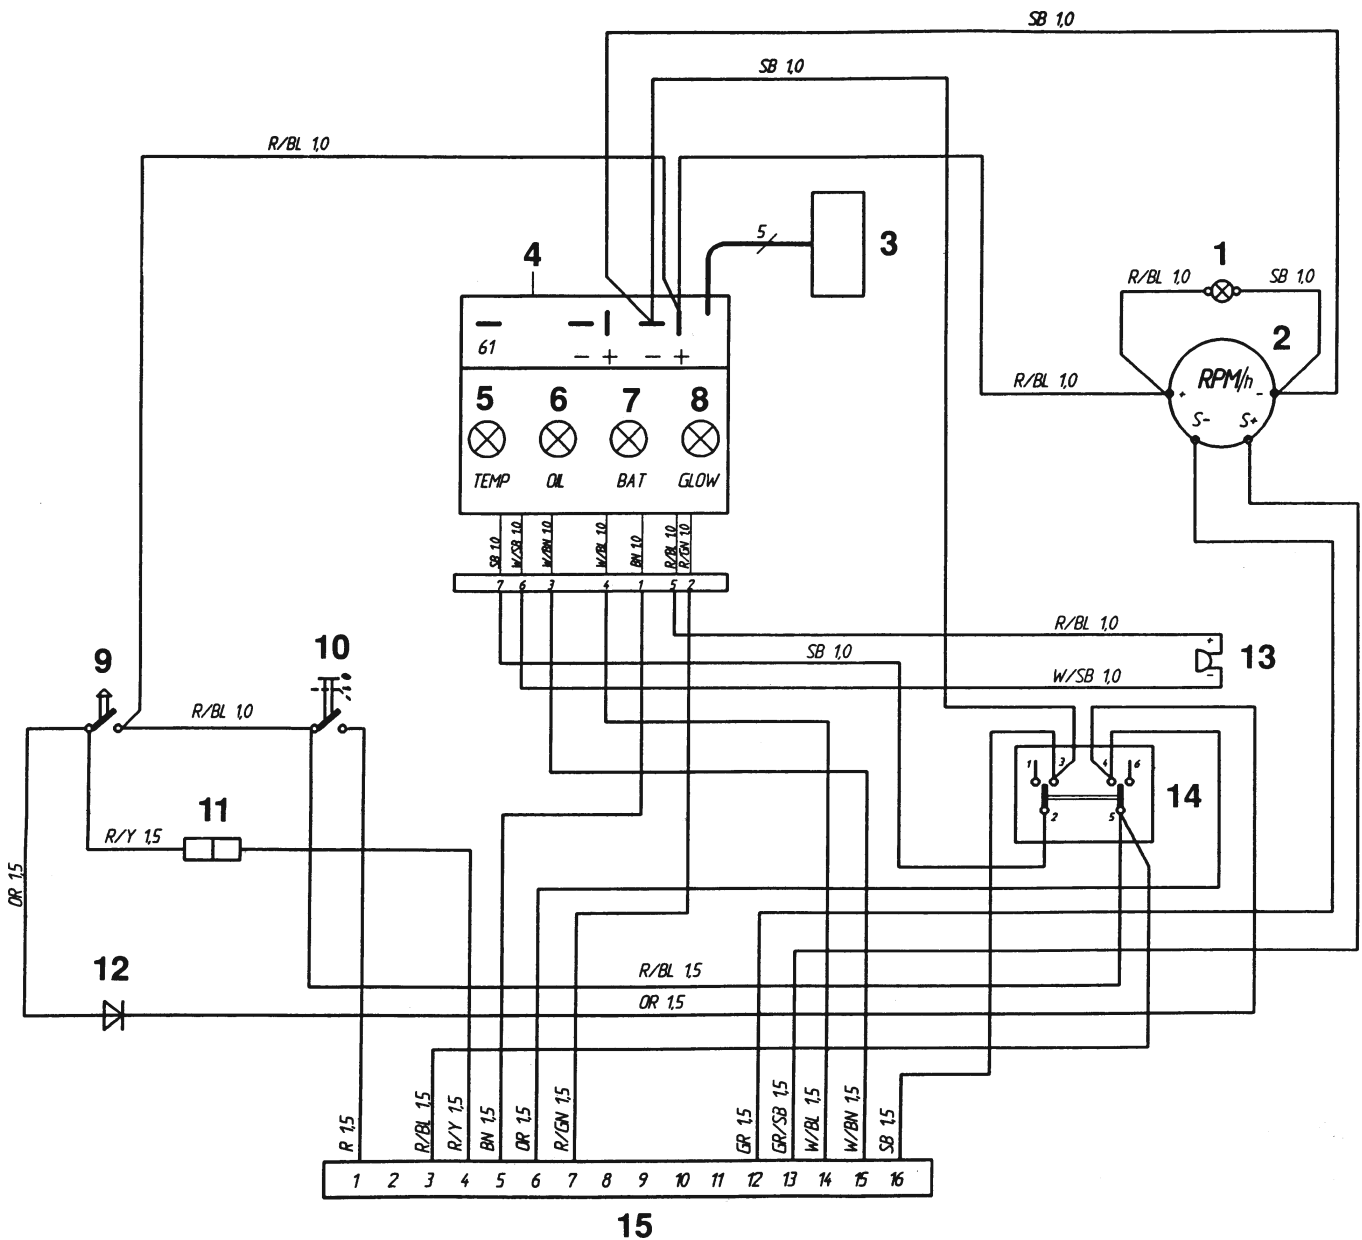 SB 1,0
SB 1,0
R/BL 1,0
5
3
4
1
R/BL 1,0
SB 1,0
2
61
− + − +
RPM/h
+ -
S- S+
R/BL 1,0
5 6 7 8
TEMP OIL BAT GLOW
SB 1,0
W/SB 1,0
W/BN 1,0
W/BL 1,0
BN 1,0
R/BL 1,0
R/GN 1,0
7 6 3 4 1 5 2
R/BL 1,0
+
13
-
SB 1,0
W/SB 1,0
9
10
R/BL 1,0
1 3 4 6
14
2 5
11
R/Y 1,5
OR 1,5
12
R/BL 1,5
OR 1,5
R 1,5
R/BL 1,5
R/Y 1,5
BN 1,5
OR 1,5
R/GN 1,5
GR 1,5
GR/SB 1,5
W/BL 1,5
W/BN 1,5
SB 1,5
1 2 3 4 5 6 7 8 9 10 11 12 13 14 15 16
15